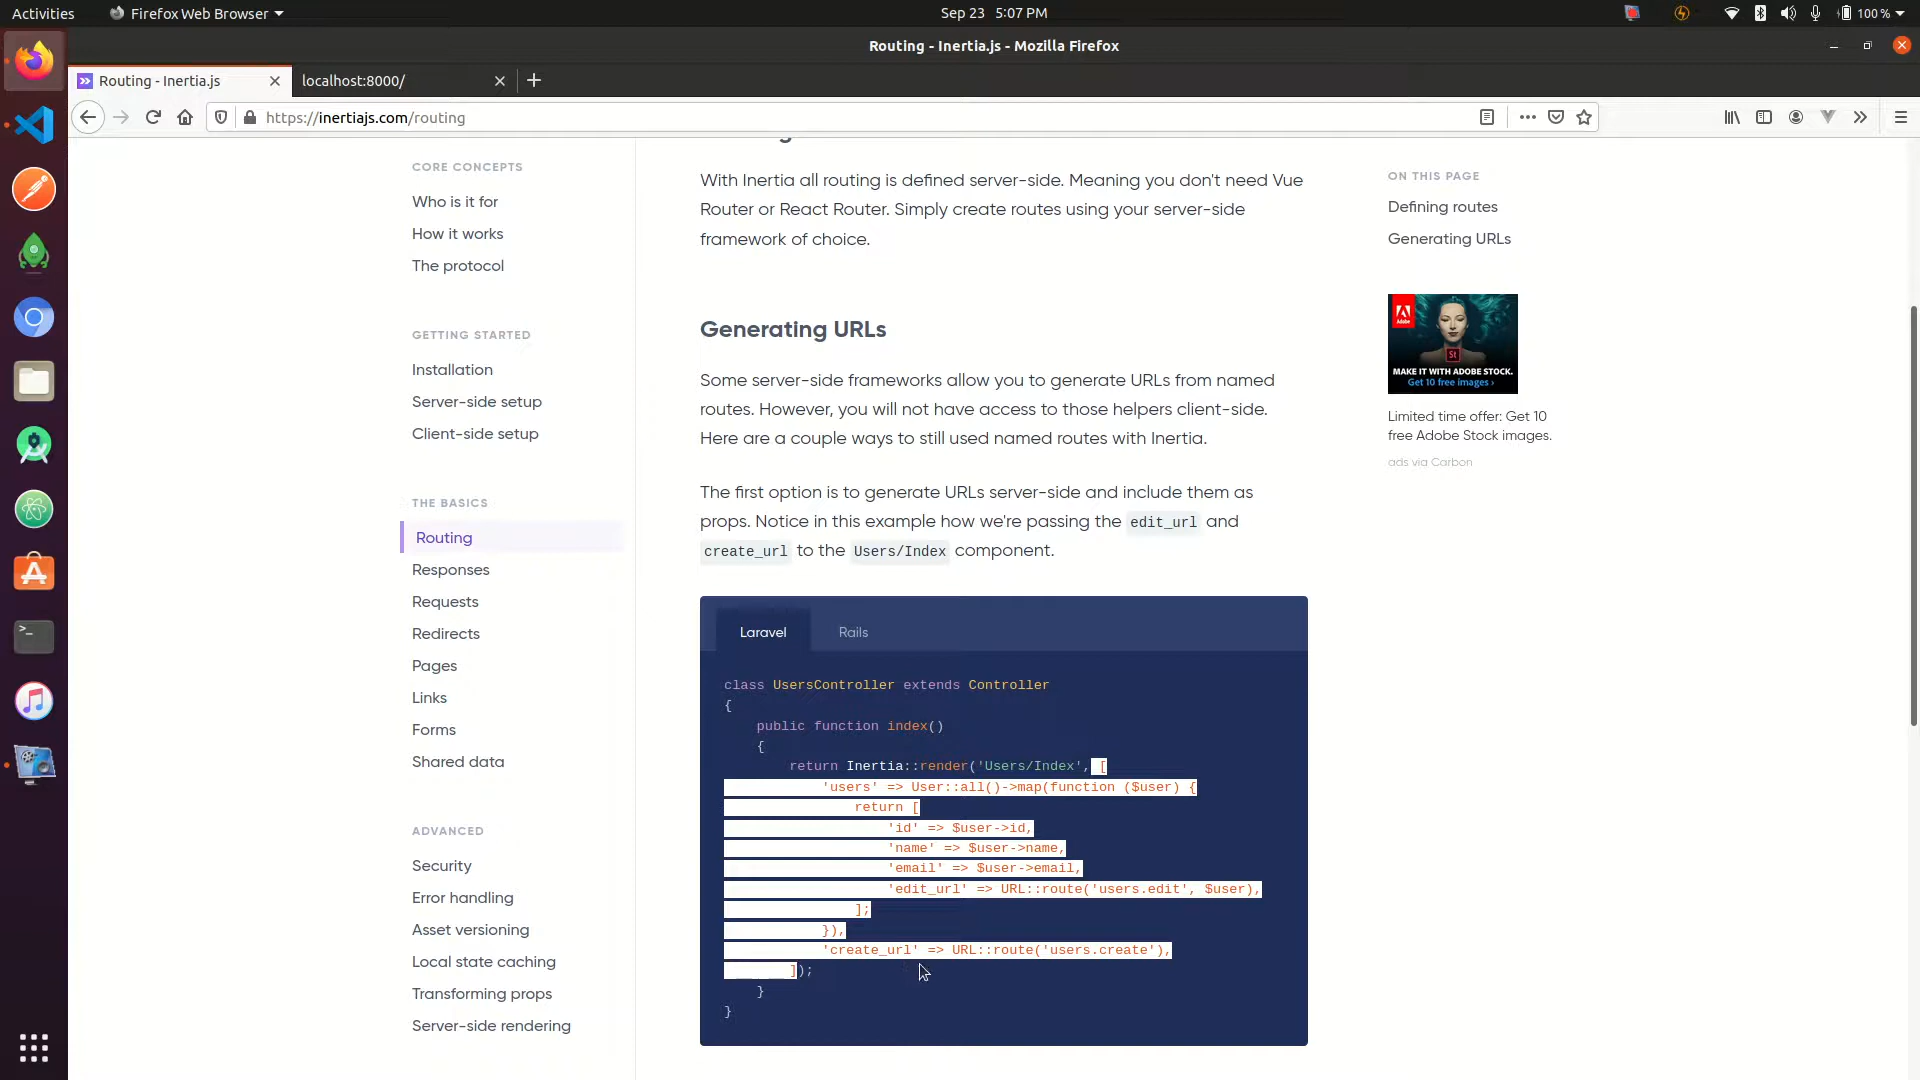 Activities
Firefox Web Browser
Sep 23 5:07 PM
100 %
Routing - Inertia.js - Mozilla Firefox
Routing - Inertia.js
localhost:8000/
https://inertiajs.com/routing
CORE CONCEPTS
Who is it for
How it works
The protocol
GETTING STARTED
Installation
Server-side setup
Client-side setup
THE BASICS
Routing
Responses
Requests
Redirects
Pages
Links
Forms
Shared data
ADVANCED
Security
Error handling
Asset versioning
Local state caching
Transforming props
Server-side rendering
With Inertia all routing is defined server-side. Meaning you don't need Vue
Router or React Router. Simply create routes using your server-side
framework of choice.
Generating URLs
Some server-side frameworks allow you to generate URLs from named
routes. However, you will not have access to those helpers client-side.
Here are a couple ways to still used named routes with Inertia.
The first option is to generate URLs server-side and include them as
props. Notice in this example how we're passing the edit_url and
create_url to the Users/Index component.
Laravel Rails
class UsersController extends Controller
{
    public function index()
    {
        return Inertia::render('Users/Index', [
            'users' => User::all()->map(function ($user) {
                return [
                    'id' => $user->id,
                    'name' => $user->name,
                    'email' => $user->email,
                    'edit_url' => URL::route('users.edit', $user),
                ];
            }),
            'create_url' => URL::route('users.create'),
        ]);
    }
}
ON THIS PAGE
Defining routes
Generating URLs
Adobe
St
MAKE IT WITH ADOBE STOCK.
Get 10 free images ›
Limited time offer: Get 10
free Adobe Stock images.
ads via Carbon